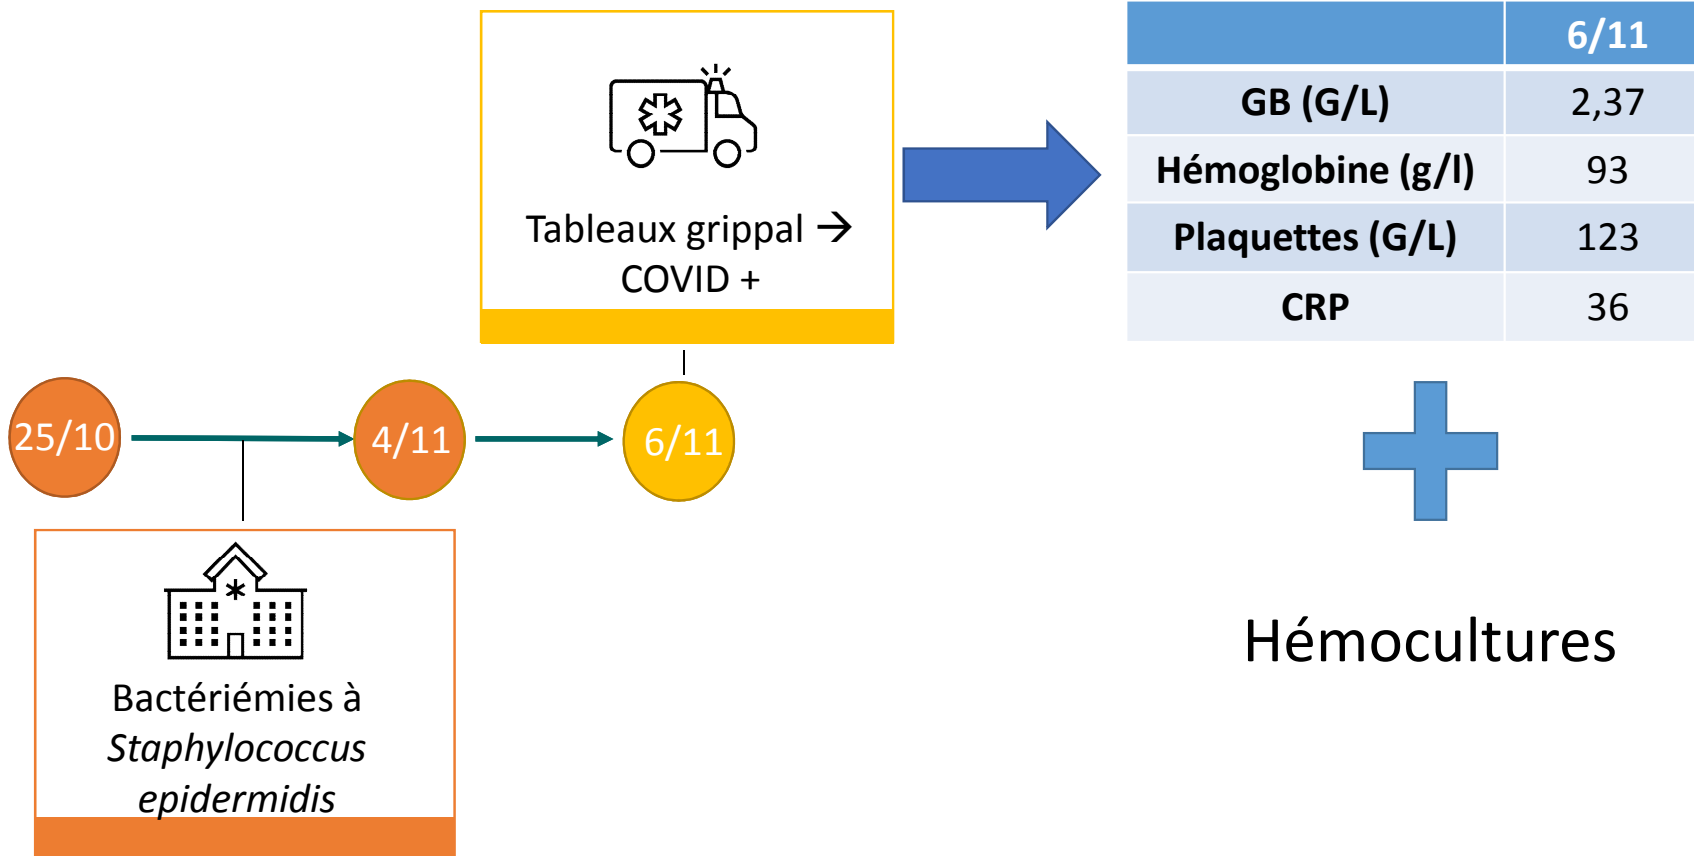 Tableaux grippal →
COVID +
6/11
GB (G/L) 2,37
Hémoglobine (g/l) 93
Plaquettes (G/L) 123
CRP 36
25/10
4/11
6/11
Bactériémies à
Staphylococcus
epidermidis
Hémocultures